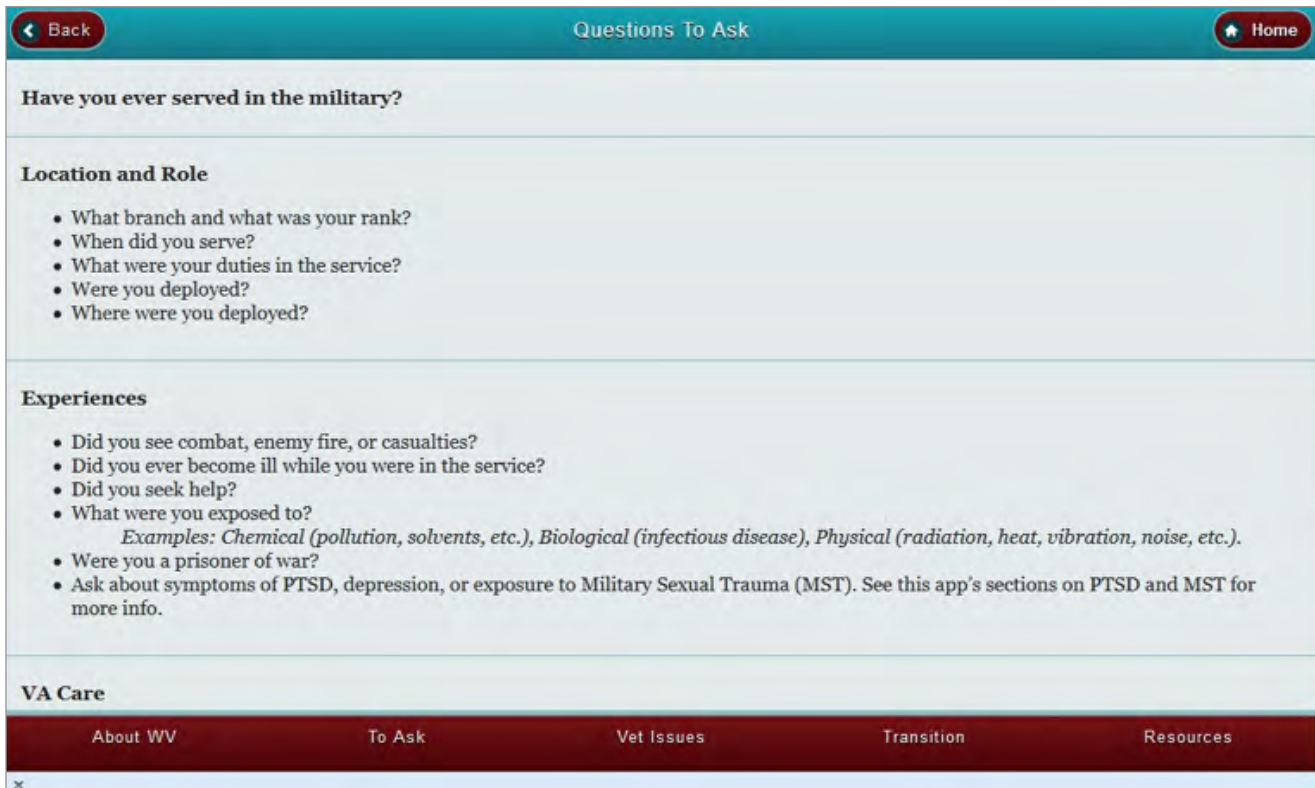 Back
Questions To Ask
Home
Have you ever served in the military?
Location and Role
• What branch and what was your rank?
• When did you serve?
• What were your duties in the service?
• Were you deployed?
• Where were you deployed?
Experiences
• Did you see combat, enemy fire, or casualties?
• Did you ever become ill while you were in the service?
• Did you seek help?
• What were you exposed to?
Examples: Chemical (pollution, solvents, etc.), Biological (infectious disease), Physical (radiation, heat, vibration, noise, etc.).
• Were you a prisoner of war?
• Ask about symptoms of PTSD, depression, or exposure to Military Sexual Trauma (MST). See this app's sections on PTSD and MST for
more info.
VA Care
About WV
To Ask
Vet Issues
Transition
Resources
×